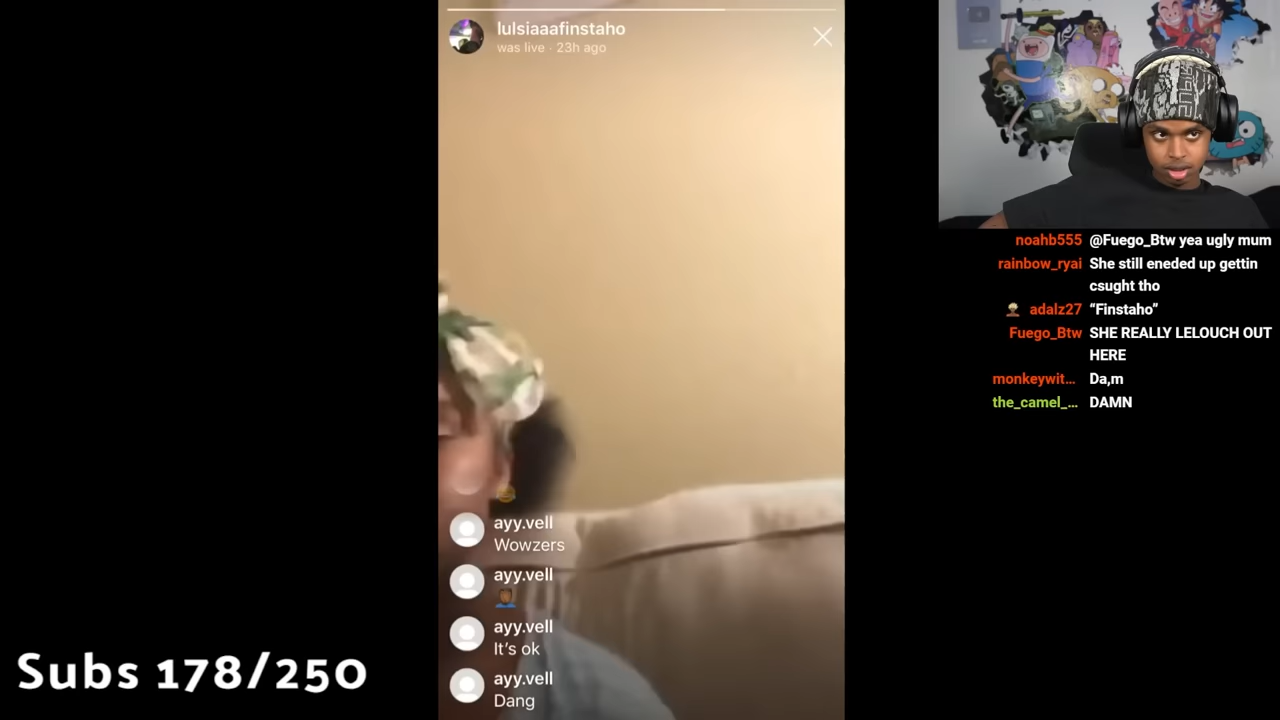 lulsiaaafinstaho
was live · 23h ago
ayy.vell
Wowzers
ayy.vell
ayy.vell
It's ok
ayy.vell
Dang
noahb555 @Fuego_Btw yea ugly mum
rainbow_ryai She still eneded up gettin
csught tho
adalz27 “Finstaho”
Fuego_Btw SHE REALLY LELOUCH OUT
HERE
monkeywit... Da,m
the_camel_... DAMN
Subs 178/250